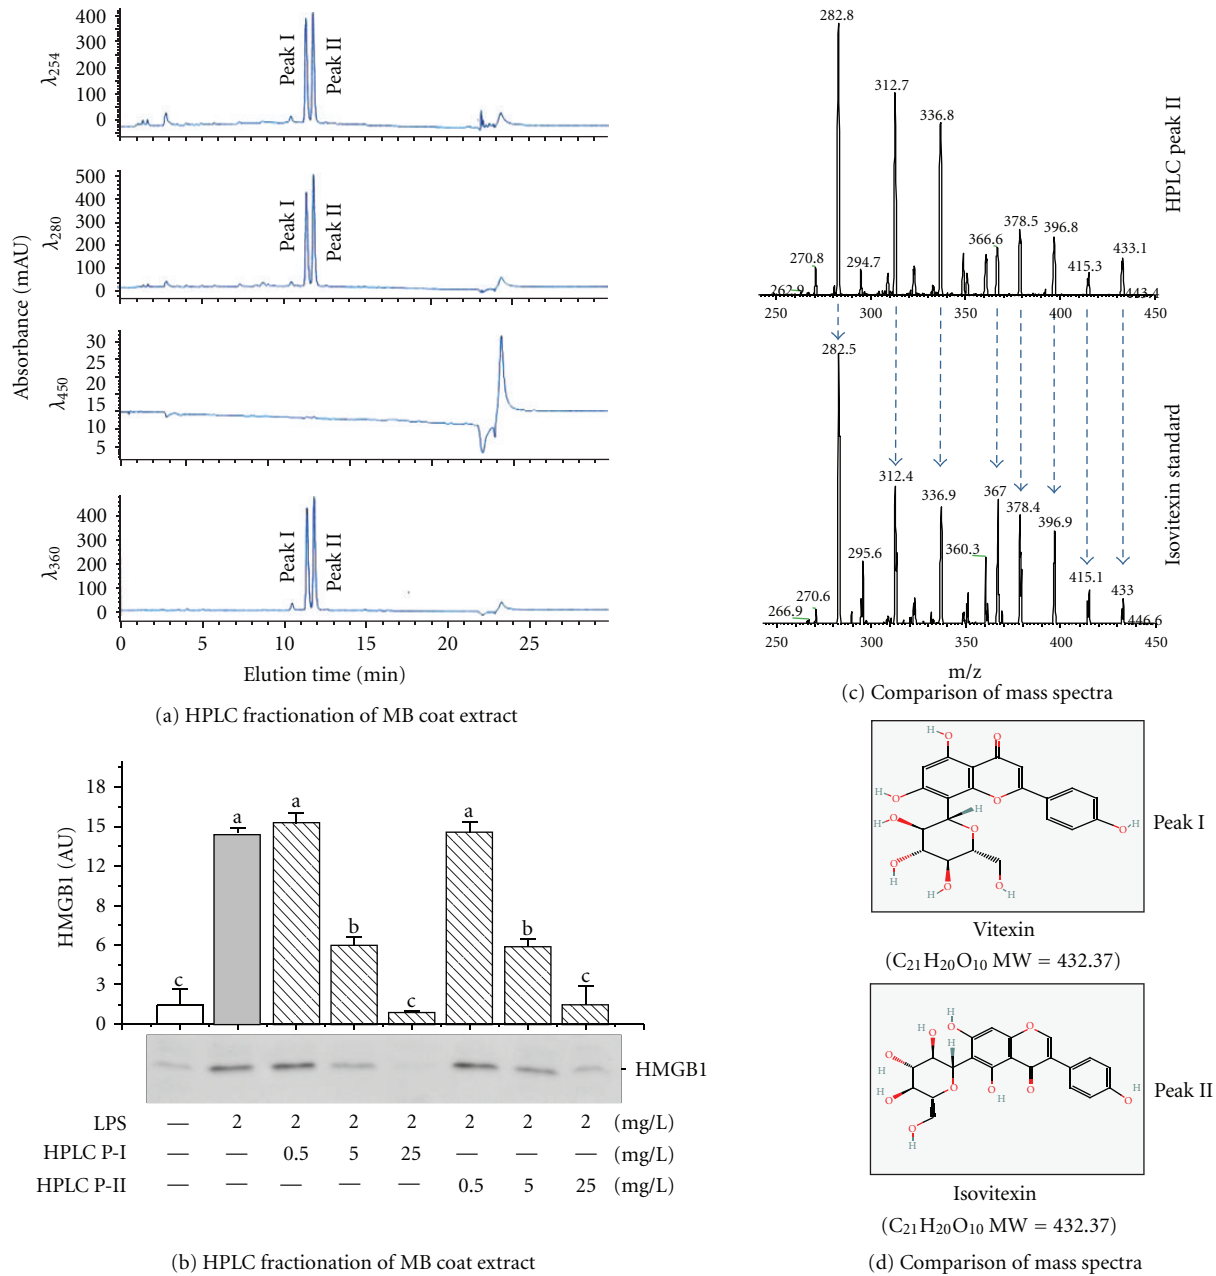 Absorbance (mAU)
λ254
400
300
400
100
0
Peak I
Peak II
λ280
500
400
300
200
100
0
Peak I
Peak II
λ450
30
25
20
15
10
5
0 5 10 15 20 25
λ360
400
300
200
100
0
Peak I
Peak II
0 5 10 15 20 25
Elution time (min)
(a) HPLC fractionation of MB coat extract
HPLC peak II
282.8
312.7
336.8
270.8
294.7
366.6
378.5
396.8
415.3
433.1
262.9
443.4
250 300 350 400 450
Isovitexin standard
282.5
312.4
336.9
367
378.4
396.9
295.6
360.3
270.6
415.1
433
266.9
446.6
250 300 350 400 450
m/z
(c) Comparison of mass spectra
HMGB1 (AU)
18
15
12
8
6
3
0
c a a b c a b c
HMGB1
LPS — 2 2 2 2 2 2 2 (mg/L)
HPLC P-I — — 0.5 5 25 — — — (mg/L)
HPLC P-II — — — — — 0.5 5 25 (mg/L)
(b) HPLC fractionation of MB coat extract
H O O
H O O
H O H
H O O
O O
H H
H O O
H H
Peak I
Vitexin
(C21H20O10 MW = 432.37)
H O H O H O
H O
H O O O H O
H O O H
O
H
Peak II
Isovitexin
(C21H20O10 MW = 432.37)
(d) Comparison of mass spectra